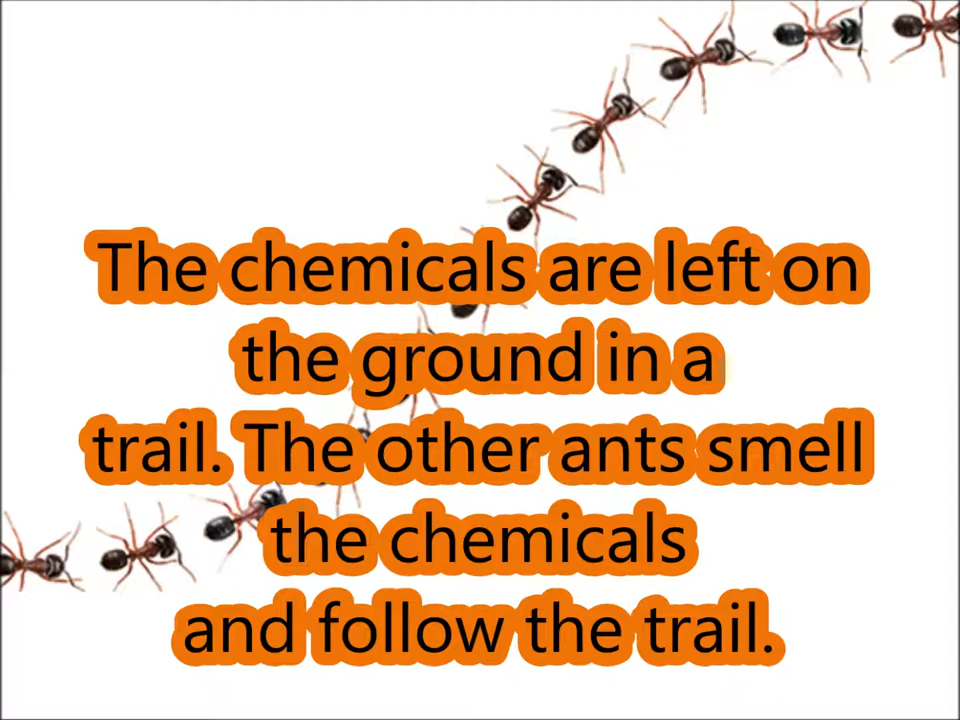 The chemicals are left on
the ground in a
trail. The other ants smell
the chemicals
and follow the trail.